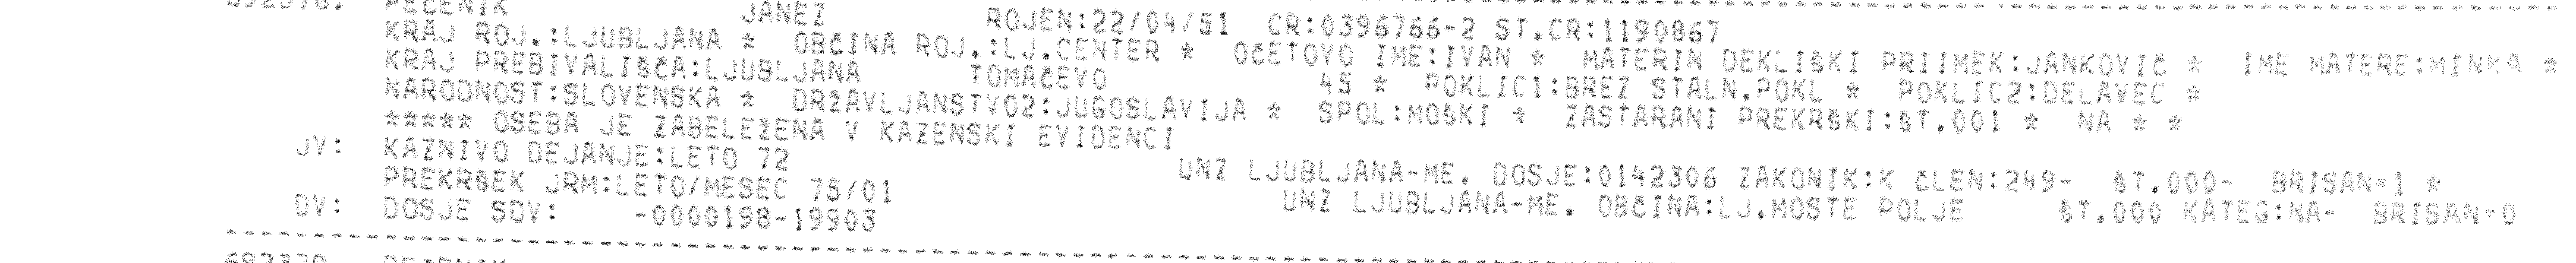 PEČENIK JANEZ ROJEN:22/04/51 CR:0396766-2 ŠT.CR:1190867
KRAJ ROJ.:LJUBLJANA * OBČINA ROJ.:LJ.CENTER * OČETOVO IME:IVAN * MATERIN DEKLIŠKI PRIIMEK:JANKOVIČ * IME MATERE:MINKA *
KRAJ PREBIVALIŠČA:LJUBLJANA TOMAČEVO 45 * POKLIC1:BREZ STALN.POKL * POKLIC2:DELAVEC *
NARODNOST:SLOVENSKA * DRŽAVLJANSTVO2:JUGOSLAVIJA * SPOL:MOŠKI * ZASTARANI PREKRŠKI:ŠT.001 * NA * *
***** OSEBA JE ZABELEŽENA V KAZENSKI EVIDENCI
JV: KAZNIVO DEJANJE:LETO 72 UNZ LJUBLJANA-ME. DOSJE:0142306 ZAKONIK:K ČLEN:249- ŠT.000- BRISAN=1 *
PREKRŠEK JRM:LETO/MESEC 75/01 UNZ LJUBLJANA-ME. OBČINA:LJ.MOSTE POLJE ŠT.000 KATEG:NA- BRISAN=0
DV: DOSJE SDV: -0000198-19903